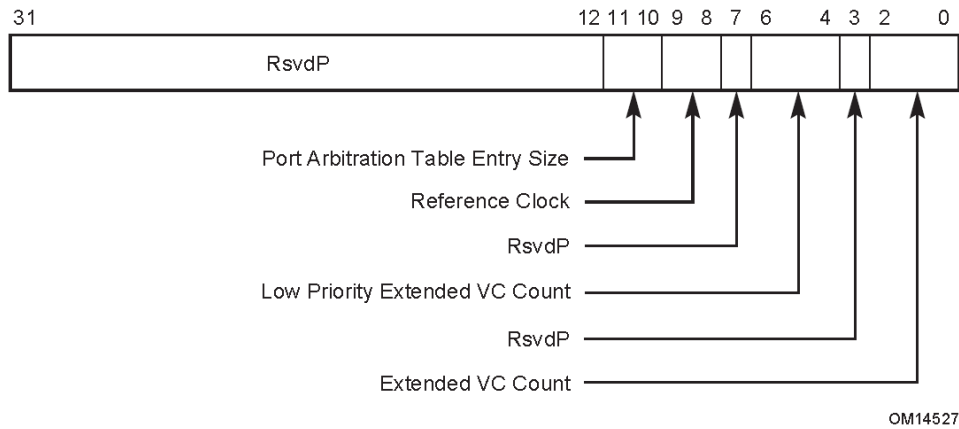 31 12 11 10 9 8 7 6 4 3 2 0
RsvdP
Port Arbitration Table Entry Size
Reference Clock
RsvdP
Low Priority Extended VC Count
RsvdP
Extended VC Count
OM14527